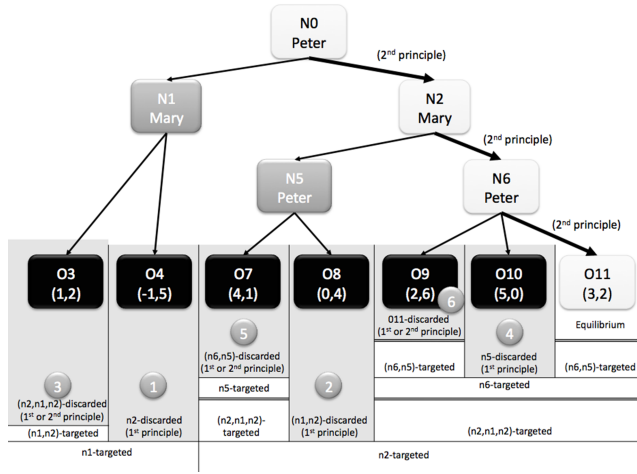 N0
Peter
(2nd principle)
N1
Mary
N2
Mary
(2nd principle)
N5
Peter
N6
Peter
(2nd principle)
O3
(1,2)
O4
(-1,5)
O7
(4,1)
O8
(0,4)
O9
(2,6)
O10
(5,0)
O11
(3,2)
6
5
4
O11-discarded
(1st or 2nd principle)
Equilibrium
(n6,n5)-discarded
(1st or 2nd principle)
(n6,n5)-targeted
n5-discarded
(1st principle)
(n6,n5)-targeted
3
1
2
n5-targeted
n6-targeted
(n2,n1,n2)-discarded
(1st or 2nd principle)
n2-discarded
(1st principle)
(n2,n1,n2)-
targeted
(n1,n2)-discarded
(1st principle)
(n1,n2)-targeted
(n2,n1,n2)-targeted
n1-targeted
n2-targeted